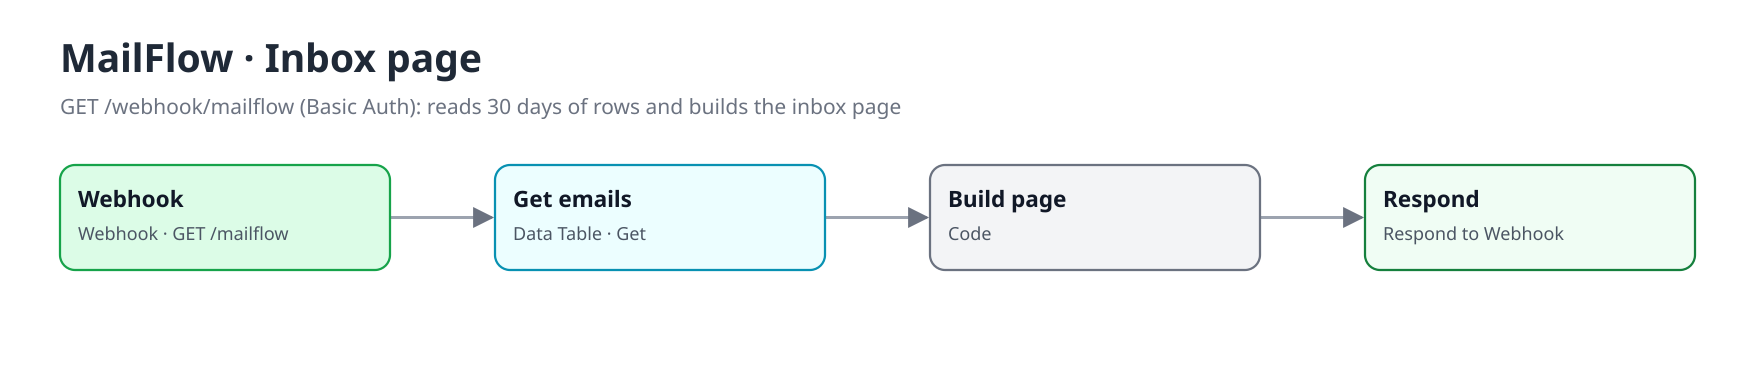 MailFlow · Inbox page
GET /webhook/mailflow (Basic Auth): reads 30 days of rows and builds the inbox page
Webhook
Webhook · GET /mailflow
Get emails
Data Table · Get
Build page
Code
Respond
Respond to Webhook